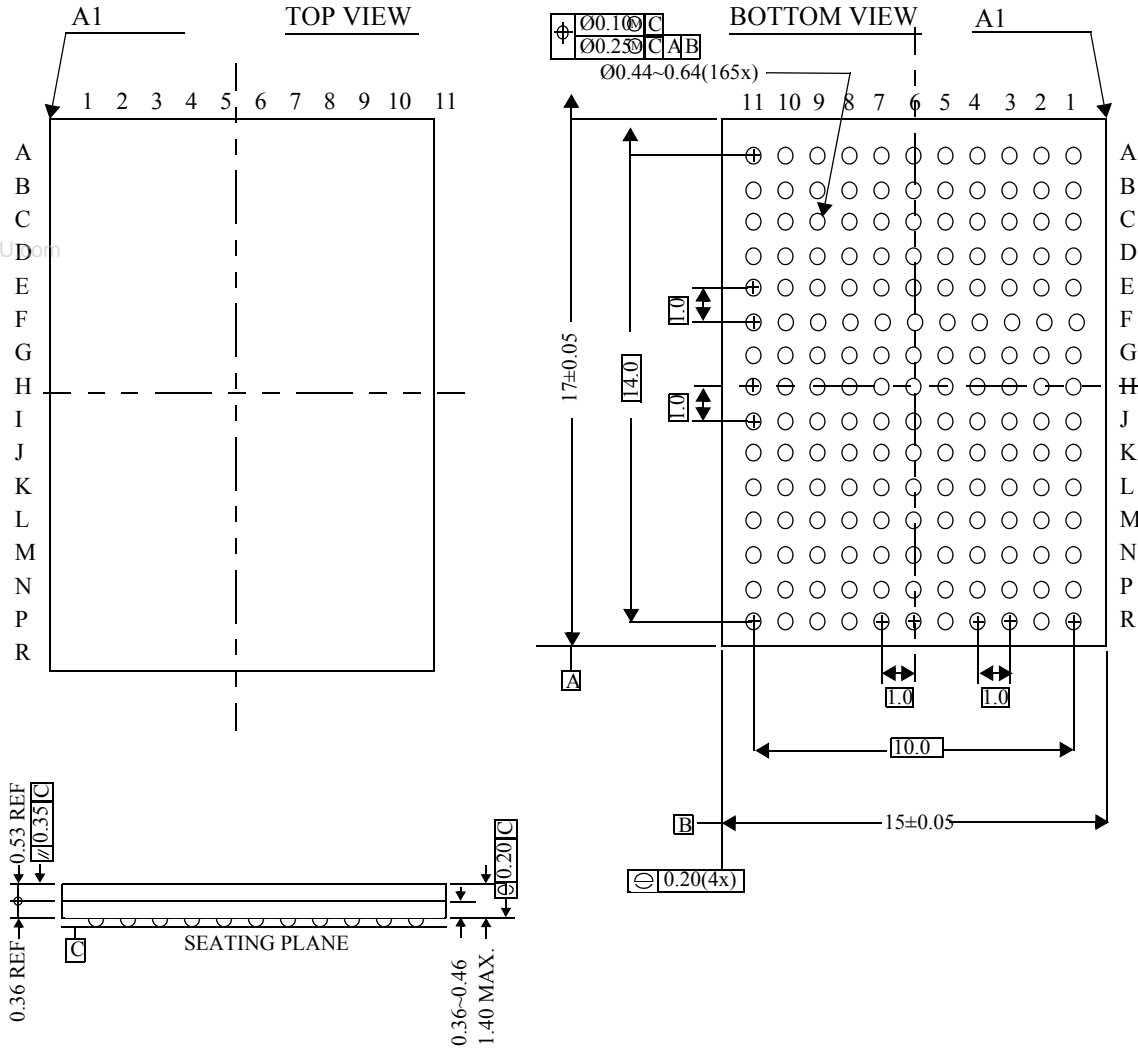 A1
TOP VIEW
1 2 3 4 5 6 7 8 9 10 11
A
B
C
D
E
F
G
H
I
J
K
L
M
N
P
R
U.com
Ø0.10Ⓜ C
Ø0.25Ⓜ C A B
BOTTOM VIEW
A1
Ø0.44~0.64(165x)
11 10 9 8 7 6 5 4 3 2 1
A
B
C
D
E
F
G
H
J
K
L
M
N
P
R
1.0
1.0
17±0.05
14.0
A
1.0
1.0
10.0
B
15±0.05
0.20(4x)
0.53 REF
// 0.35 C
0.20 C
C
SEATING PLANE
0.36 REF
0.36~0.46
1.40 MAX.